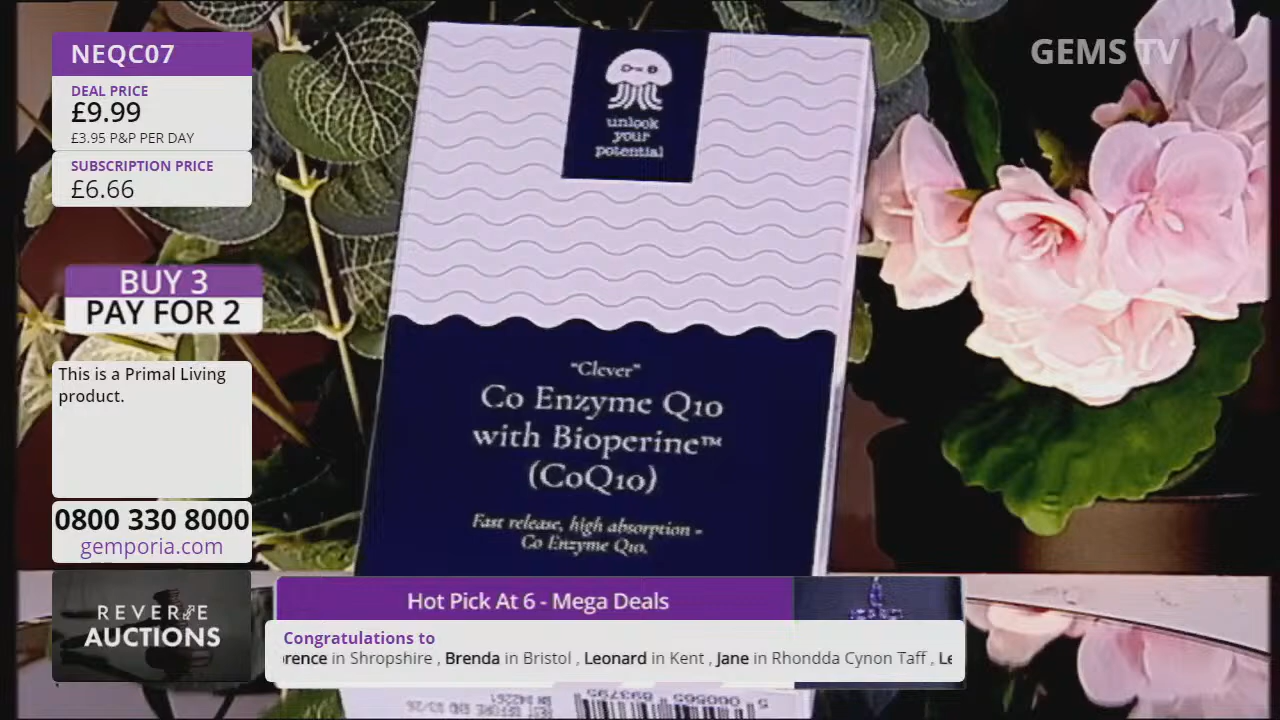 NEQC07
DEAL PRICE
£9.99
£3.95 P&P PER DAY
SUBSCRIPTION PRICE
£6.66
BUY 3
PAY FOR 2
This is a Primal Living
product.
0800 330 8000
gemporia.com
REVERSE
AUCTIONS
GEMS TV
unlock
your
potential
"Clever"
Co Enzyme Q10
with Bioperine™
(CoQ10)
Fast release, high absorption -
Co Enzyme Q10.
Hot Pick At 6 - Mega Deals
Congratulations to
rence in Shropshire , Brenda in Bristol , Leonard in Kent , Jane in Rhondda Cynon Taff , Le